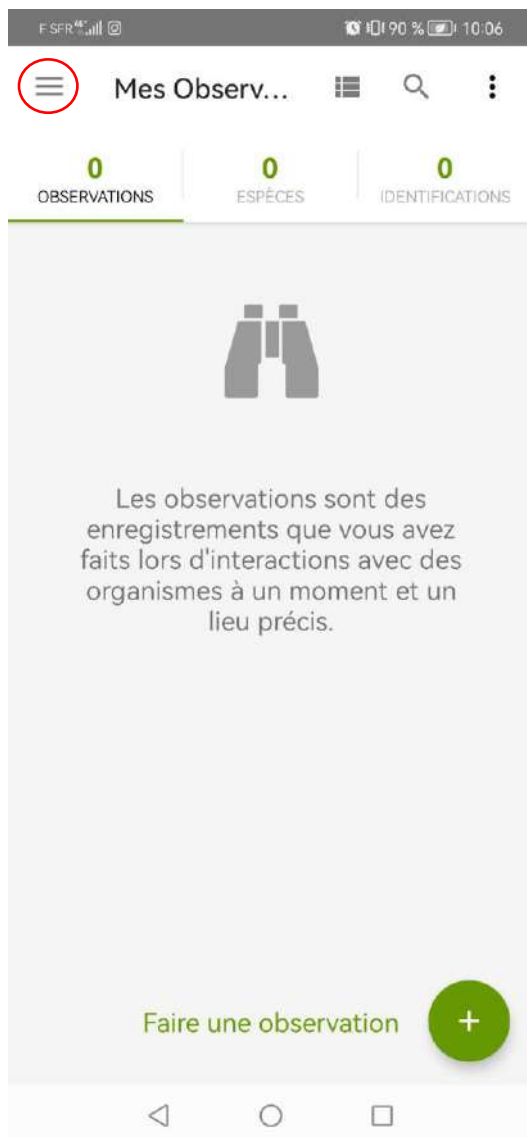 F SFR 90 % 10:06
Mes Observ...
0 0 0
OBSERVATIONS ESPÈCES IDENTIFICATIONS
Les observations sont des
enregistrements que vous avez
faits lors d'interactions avec des
organismes à un moment et un
lieu précis.
Faire une observation +